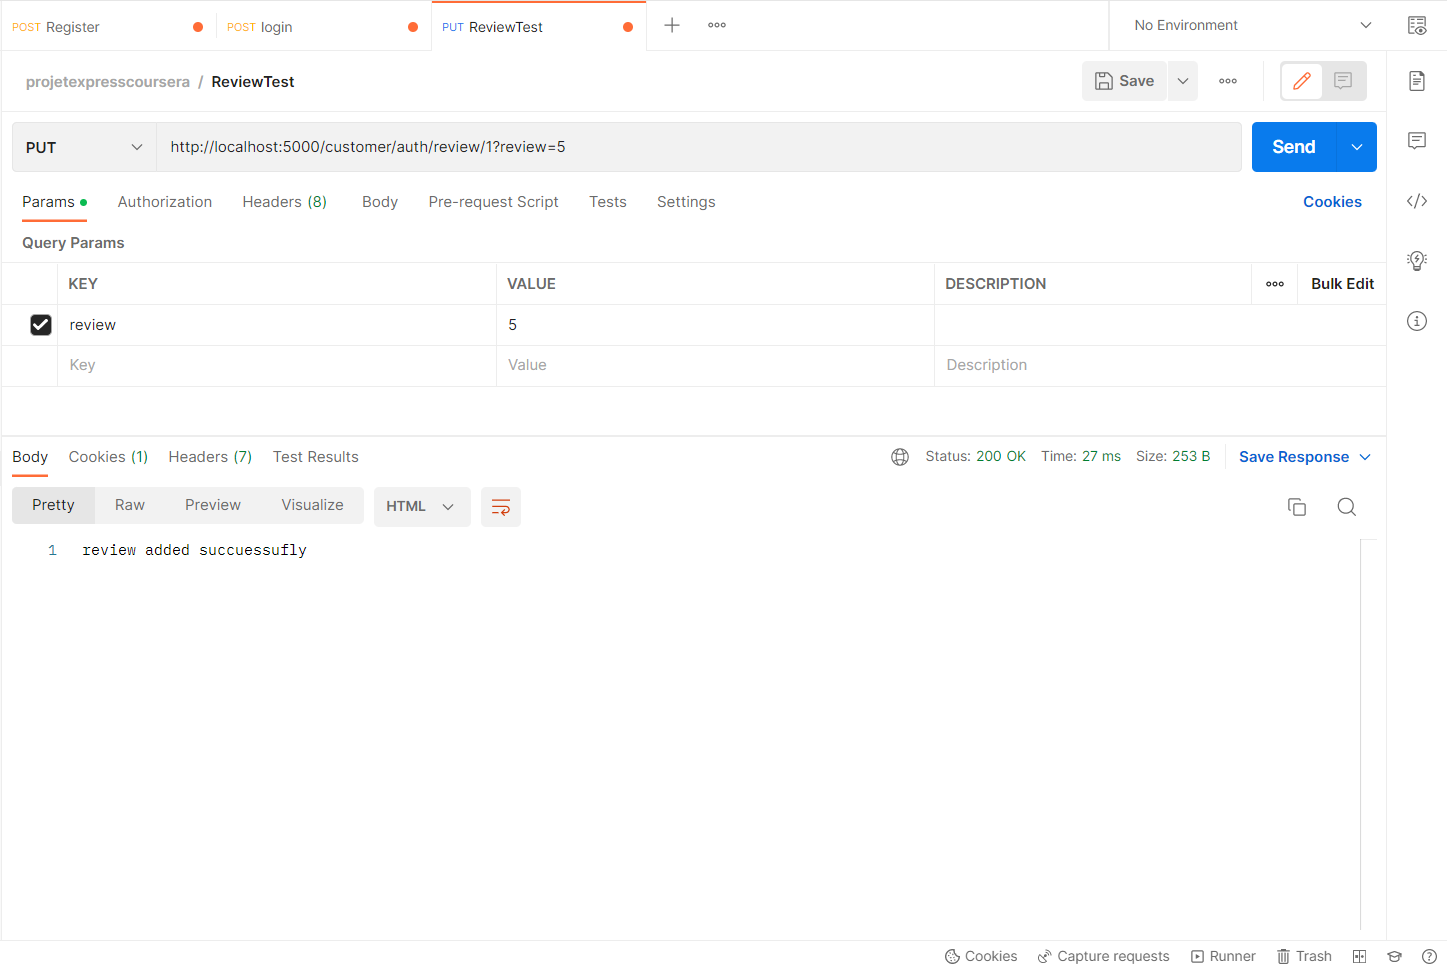 POST Register POST login PUT ReviewTest No Environment
projetexpresscoursera / ReviewTest Save
PUT http://localhost:5000/customer/auth/review/1?review=5 Send
Params Authorization Headers (8) Body Pre-request Script Tests Settings Cookies
Query Params
KEY VALUE DESCRIPTION Bulk Edit
review 5
Key Value Description
Body Cookies (1) Headers (7) Test Results Status: 200 OK Time: 27 ms Size: 253 B Save Response
Pretty Raw Preview Visualize HTML
1 review added succuessufly
Cookies Capture requests Runner Trash